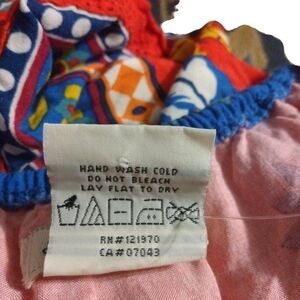 HAND WASH COLD
DO NOT BLEACH
LAY FLAT TO DRY
RN#121970
CA#07043